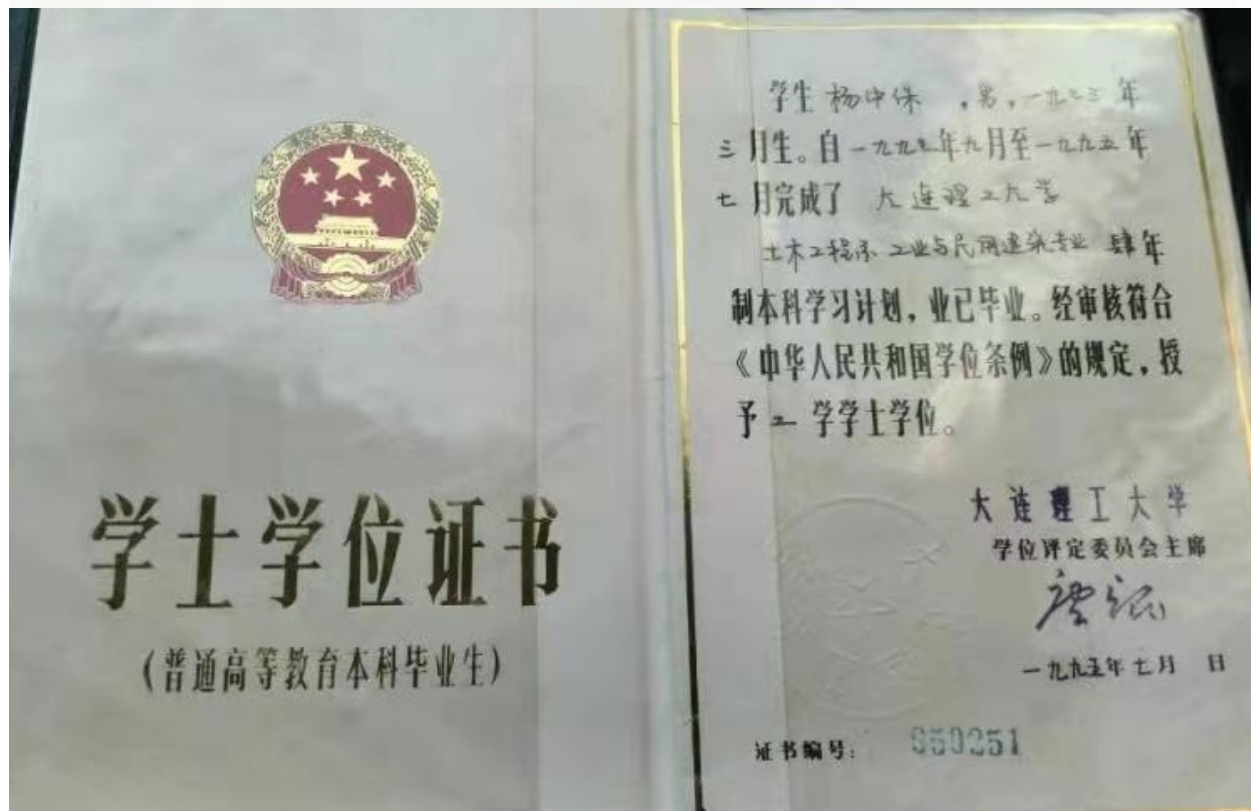 学士学位证书
(普通高等教育本科毕业生)
学生 杨中保 ,男,一九七三年
三月生。自一九九一年九月至一九九五年
七月完成了 大连理工大学
土木工程系 工业与民用建筑专业 肆年
制本科学习计划,业已毕业。经审核符合
《中华人民共和国学位条例》的规定,授
予 工 学学士学位。
大连理工大学
学位评定委员会主席
一九九五年七月 日
证书编号: 950251